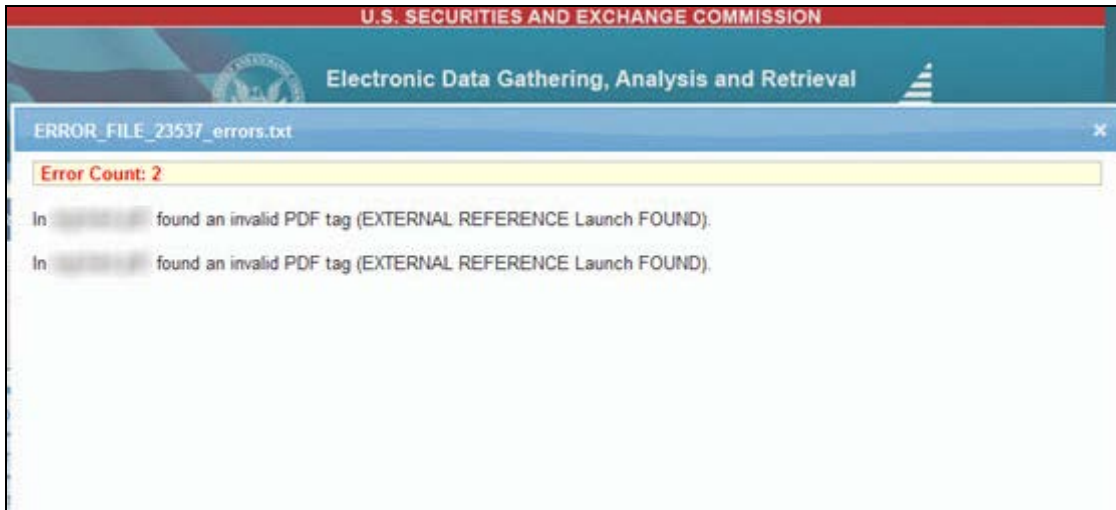 U.S. SECURITIES AND EXCHANGE COMMISSION
Electronic Data Gathering, Analysis and Retrieval
ERROR_FILE_23537_errors.txt ×
Error Count: 2
In found an invalid PDF tag (EXTERNAL REFERENCE Launch FOUND).
In found an invalid PDF tag (EXTERNAL REFERENCE Launch FOUND).